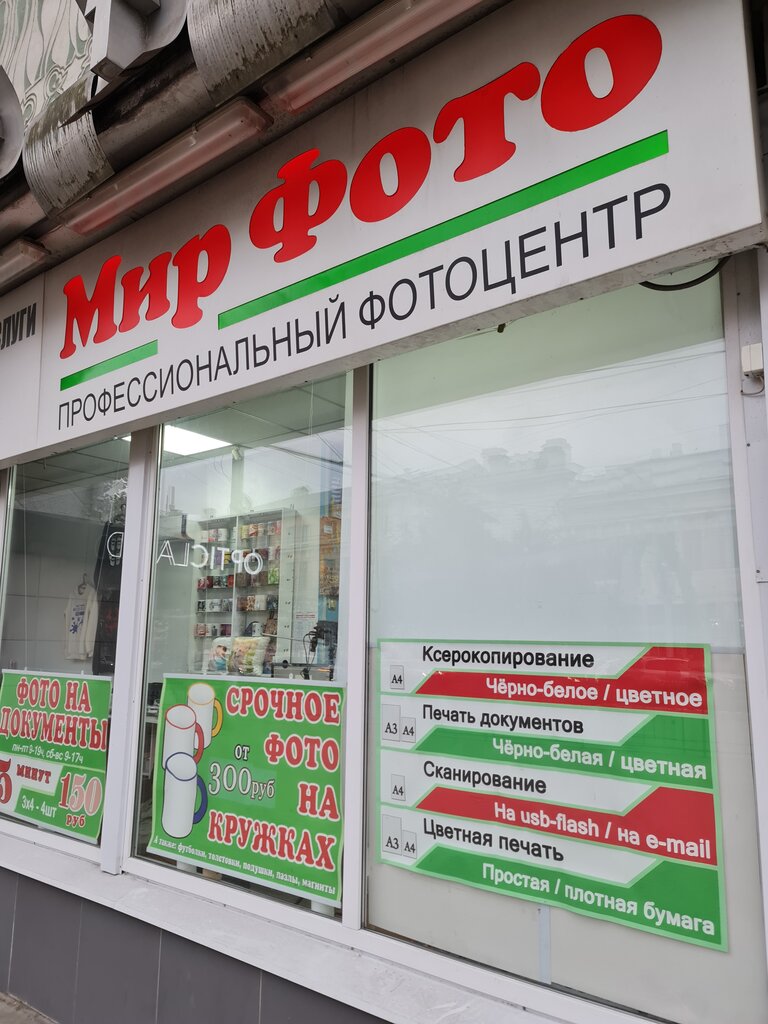 Мир Фото
ПРОФЕССИОНАЛЬНЫЙ ФОТОЦЕНТР
OPTICLA
ФОТО НА
ДОКУМЕНТЫ
пн-пт 9-19ч, сб-вс 9-17ч
5 МИНУТ
3х4 - 4шт
150
руб
СРОЧНОЕ
ФОТО
НА
КРУЖКАХ
от
300руб
А также: футболки, толстовки, подушки, пазлы, магниты
Ксерокопирование
A4
Чёрно-белое / цветное
Печать документов
A3 A4
Чёрно-белая / цветная
Сканирование
A4
На usb-flash / на e-mail
Цветная печать
A3 A4
Простая / плотная бумага